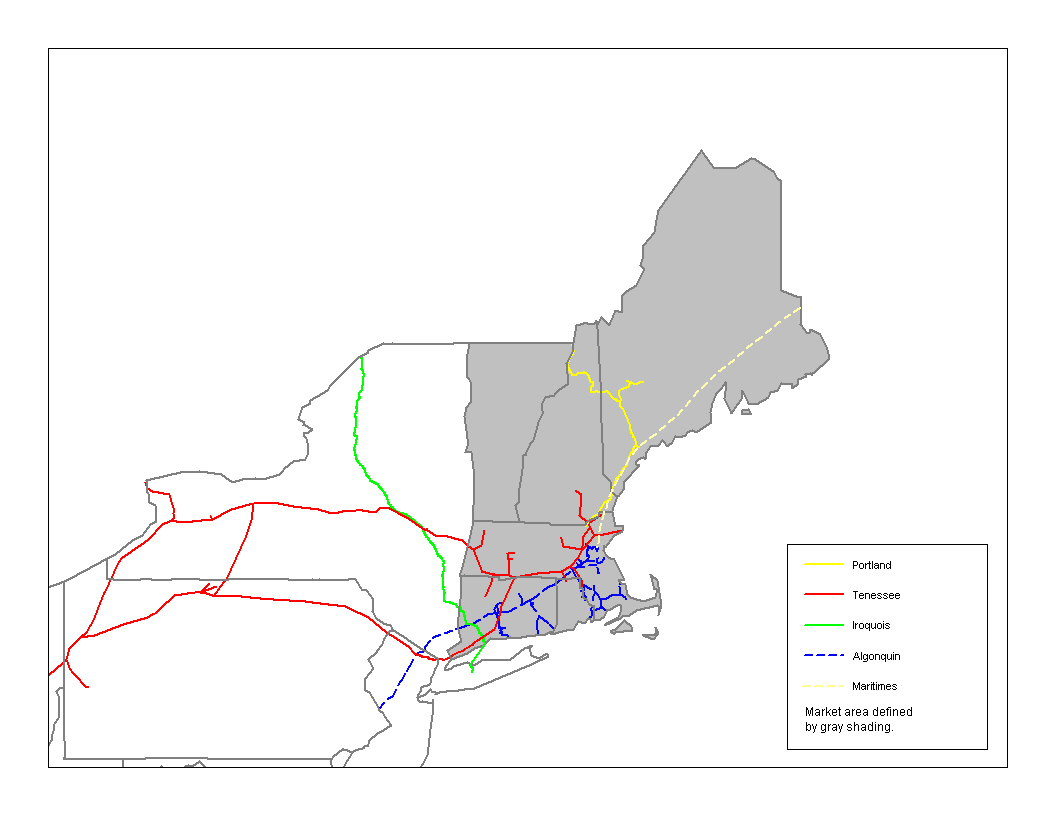 Portland
Tenessee
Iroquois
Algonquin
Maritimes
Market area defined
by gray shading.